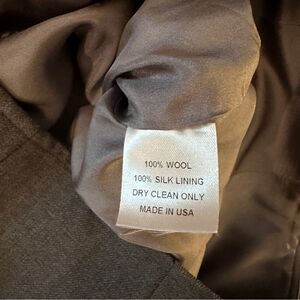 100% WOOL
100% SILK LINING
DRY CLEAN ONLY
MADE IN USA